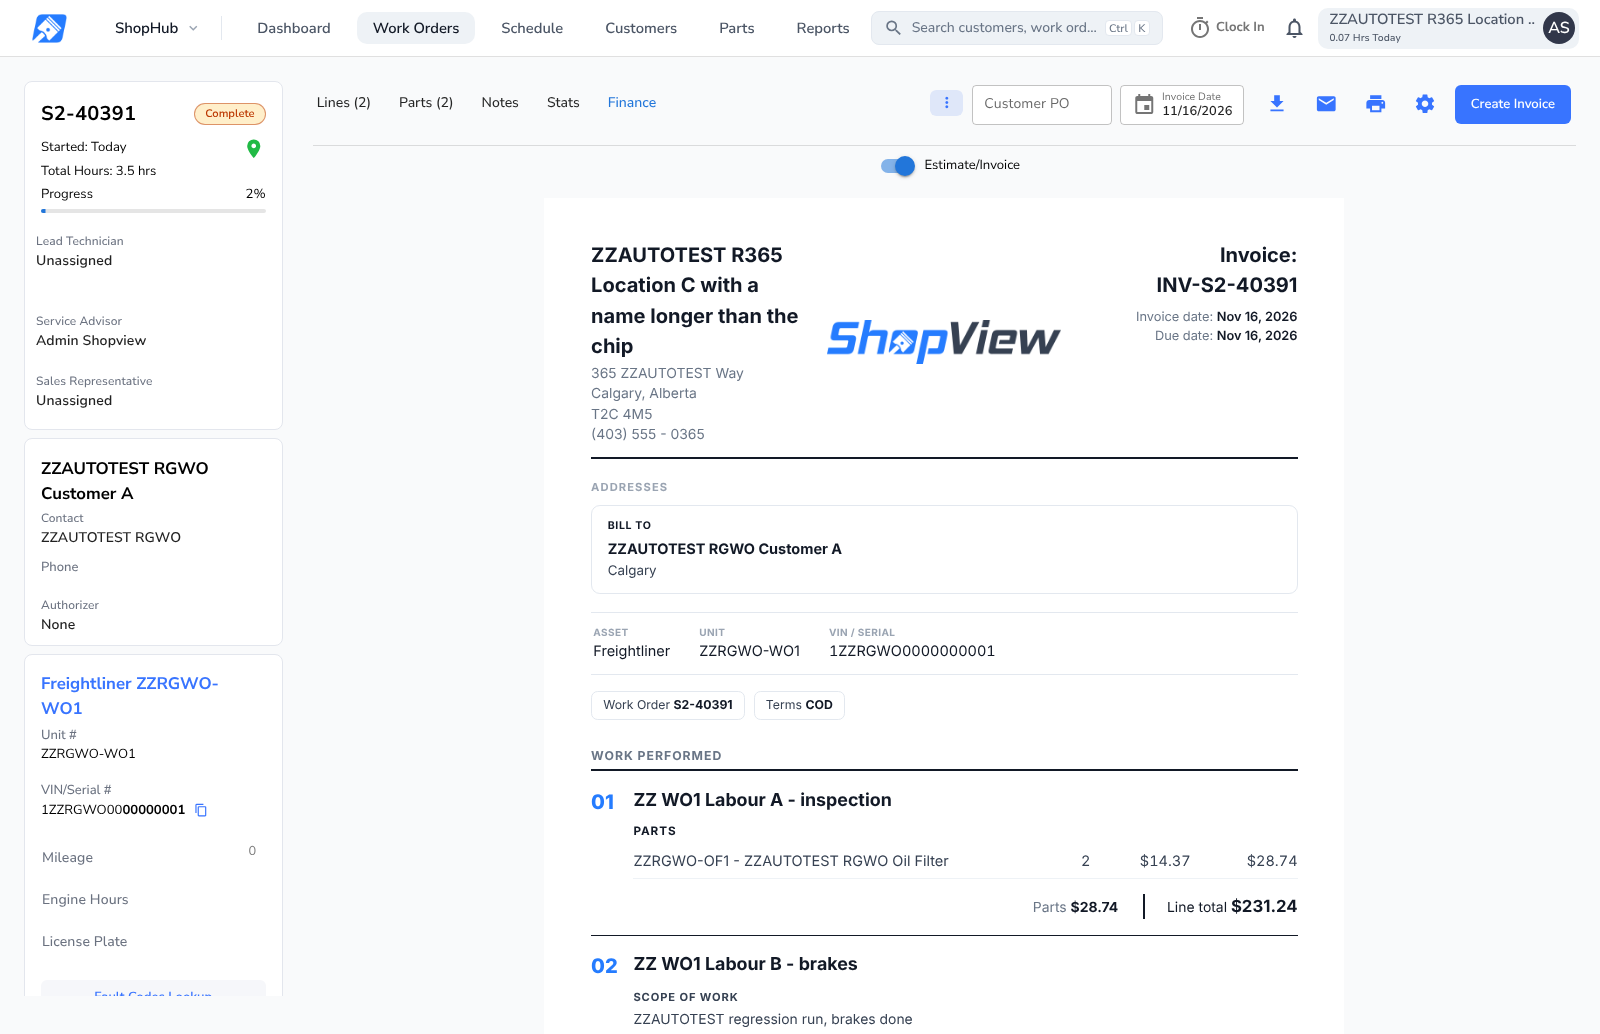 ShopHub
Dashboard
Work Orders
Schedule
Customers
Parts
Reports
Search customers, work ord...
Ctrl K
Clock In
ZZAUTOTEST R365 Location ..
0.07 Hrs Today
AS
S2-40391
Complete
Started: Today
Total Hours: 3.5 hrs
Progress
2%
Lead Technician
Unassigned
Service Advisor
Admin Shopview
Sales Representative
Unassigned
ZZAUTOTEST RGWO
Customer A
Contact
ZZAUTOTEST RGWO
Phone
Authorizer
None
Freightliner ZZRGWO-
WO1
Unit #
ZZRGWO-WO1
VIN/Serial #
1ZZRGWO0000000001
Mileage
0
Engine Hours
License Plate
Fault Codes Lookup
Lines (2)
Parts (2)
Notes
Stats
Finance
Customer PO
Invoice Date
11/16/2026
Create Invoice
Estimate/Invoice
ZZAUTOTEST R365
Location C with a
name longer than the
chip
365 ZZAUTOTEST Way
Calgary, Alberta
T2C 4M5
(403) 555 - 0365
ShopView
Invoice:
INV-S2-40391
Invoice date: Nov 16, 2026
Due date: Nov 16, 2026
ADDRESSES
BILL TO
ZZAUTOTEST RGWO Customer A
Calgary
ASSET
Freightliner
UNIT
ZZRGWO-WO1
VIN / SERIAL
1ZZRGWO0000000001
Work Order S2-40391
Terms COD
WORK PERFORMED
01 ZZ WO1 Labour A - inspection
PARTS
ZZRGWO-OF1 - ZZAUTOTEST RGWO Oil Filter 2 $14.37 $28.74
Parts $28.74 Line total $231.24
02 ZZ WO1 Labour B - brakes
SCOPE OF WORK
ZZAUTOTEST regression run, brakes done